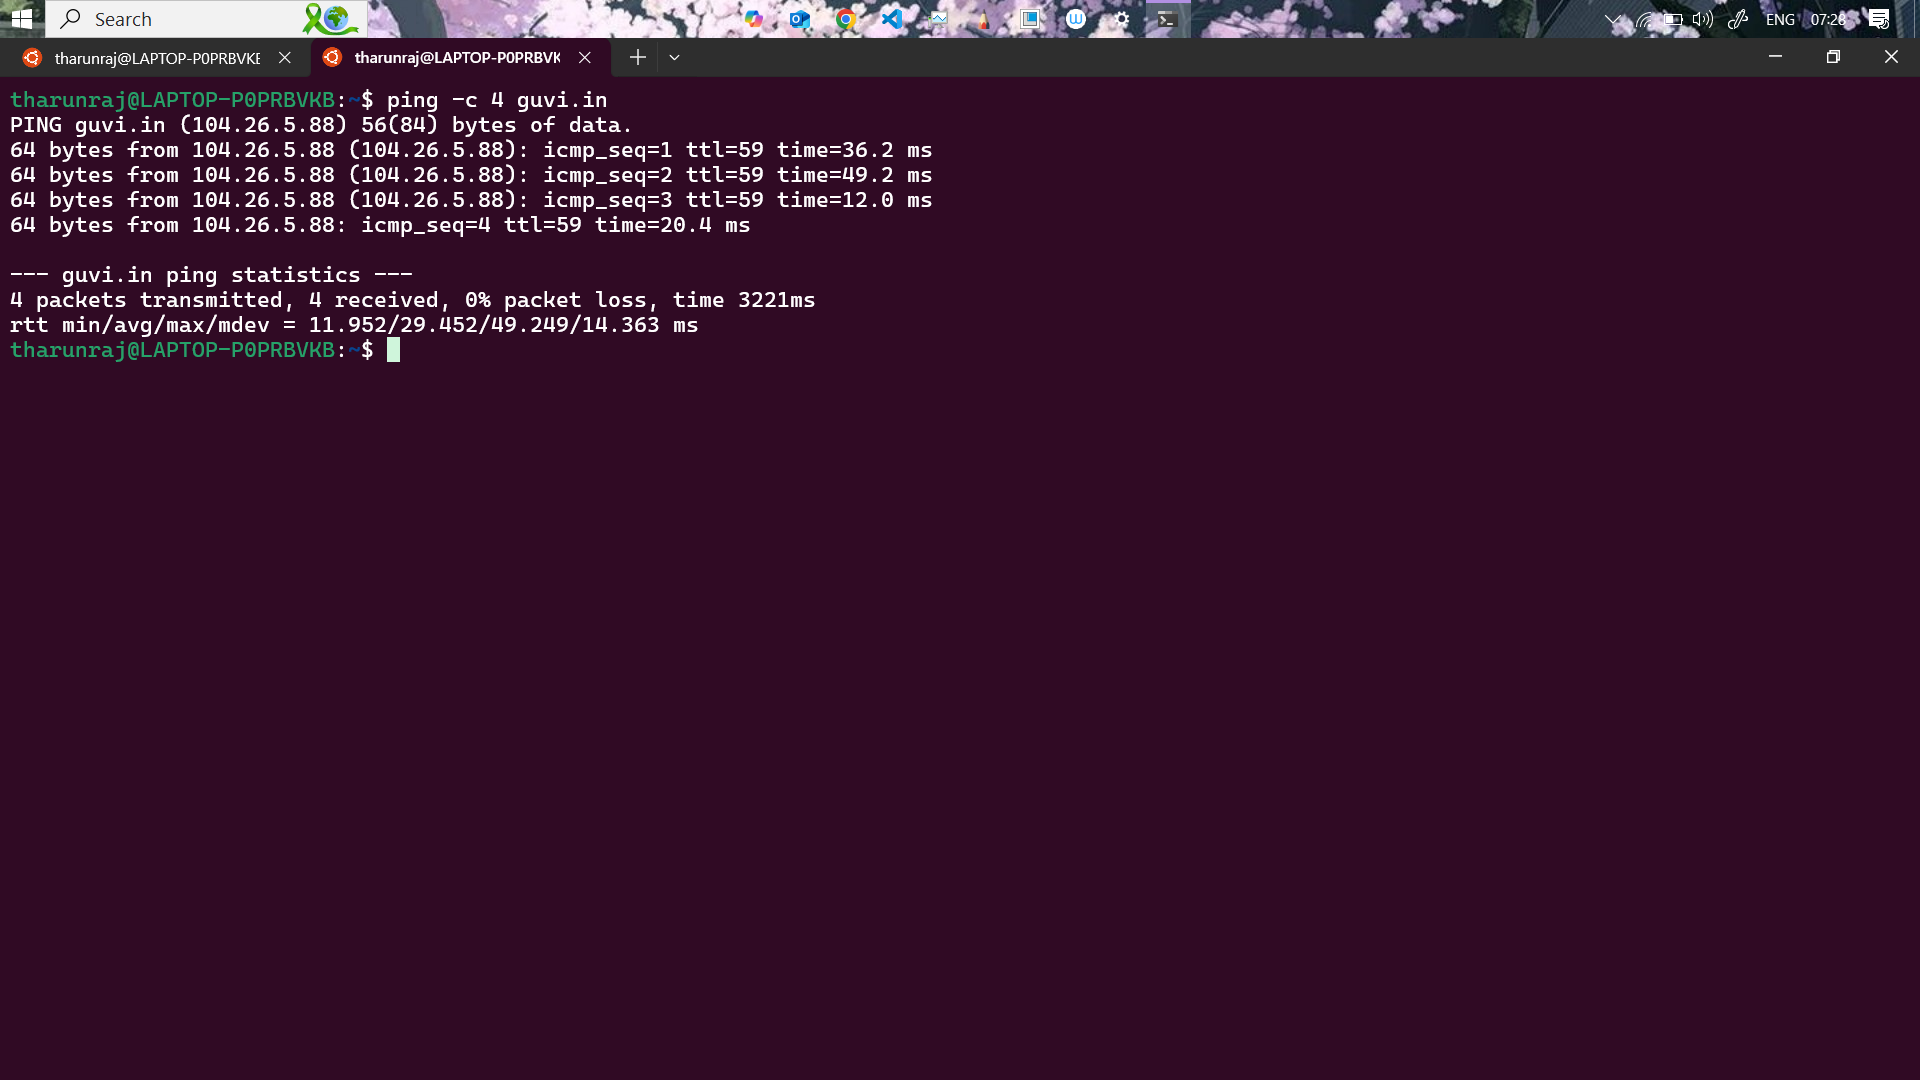 Search
ENG 07:28
tharunraj@LAPTOP-P0PRBVKB
tharunraj@LAPTOP-P0PRBVK
tharunraj@LAPTOP-P0PRBVKB:~$ ping -c 4 guvi.in
PING guvi.in (104.26.5.88) 56(84) bytes of data.
64 bytes from 104.26.5.88 (104.26.5.88): icmp_seq=1 ttl=59 time=36.2 ms
64 bytes from 104.26.5.88 (104.26.5.88): icmp_seq=2 ttl=59 time=49.2 ms
64 bytes from 104.26.5.88 (104.26.5.88): icmp_seq=3 ttl=59 time=12.0 ms
64 bytes from 104.26.5.88: icmp_seq=4 ttl=59 time=20.4 ms
--- guvi.in ping statistics ---
4 packets transmitted, 4 received, 0% packet loss, time 3221ms
rtt min/avg/max/mdev = 11.952/29.452/49.249/14.363 ms
tharunraj@LAPTOP-P0PRBVKB:~$